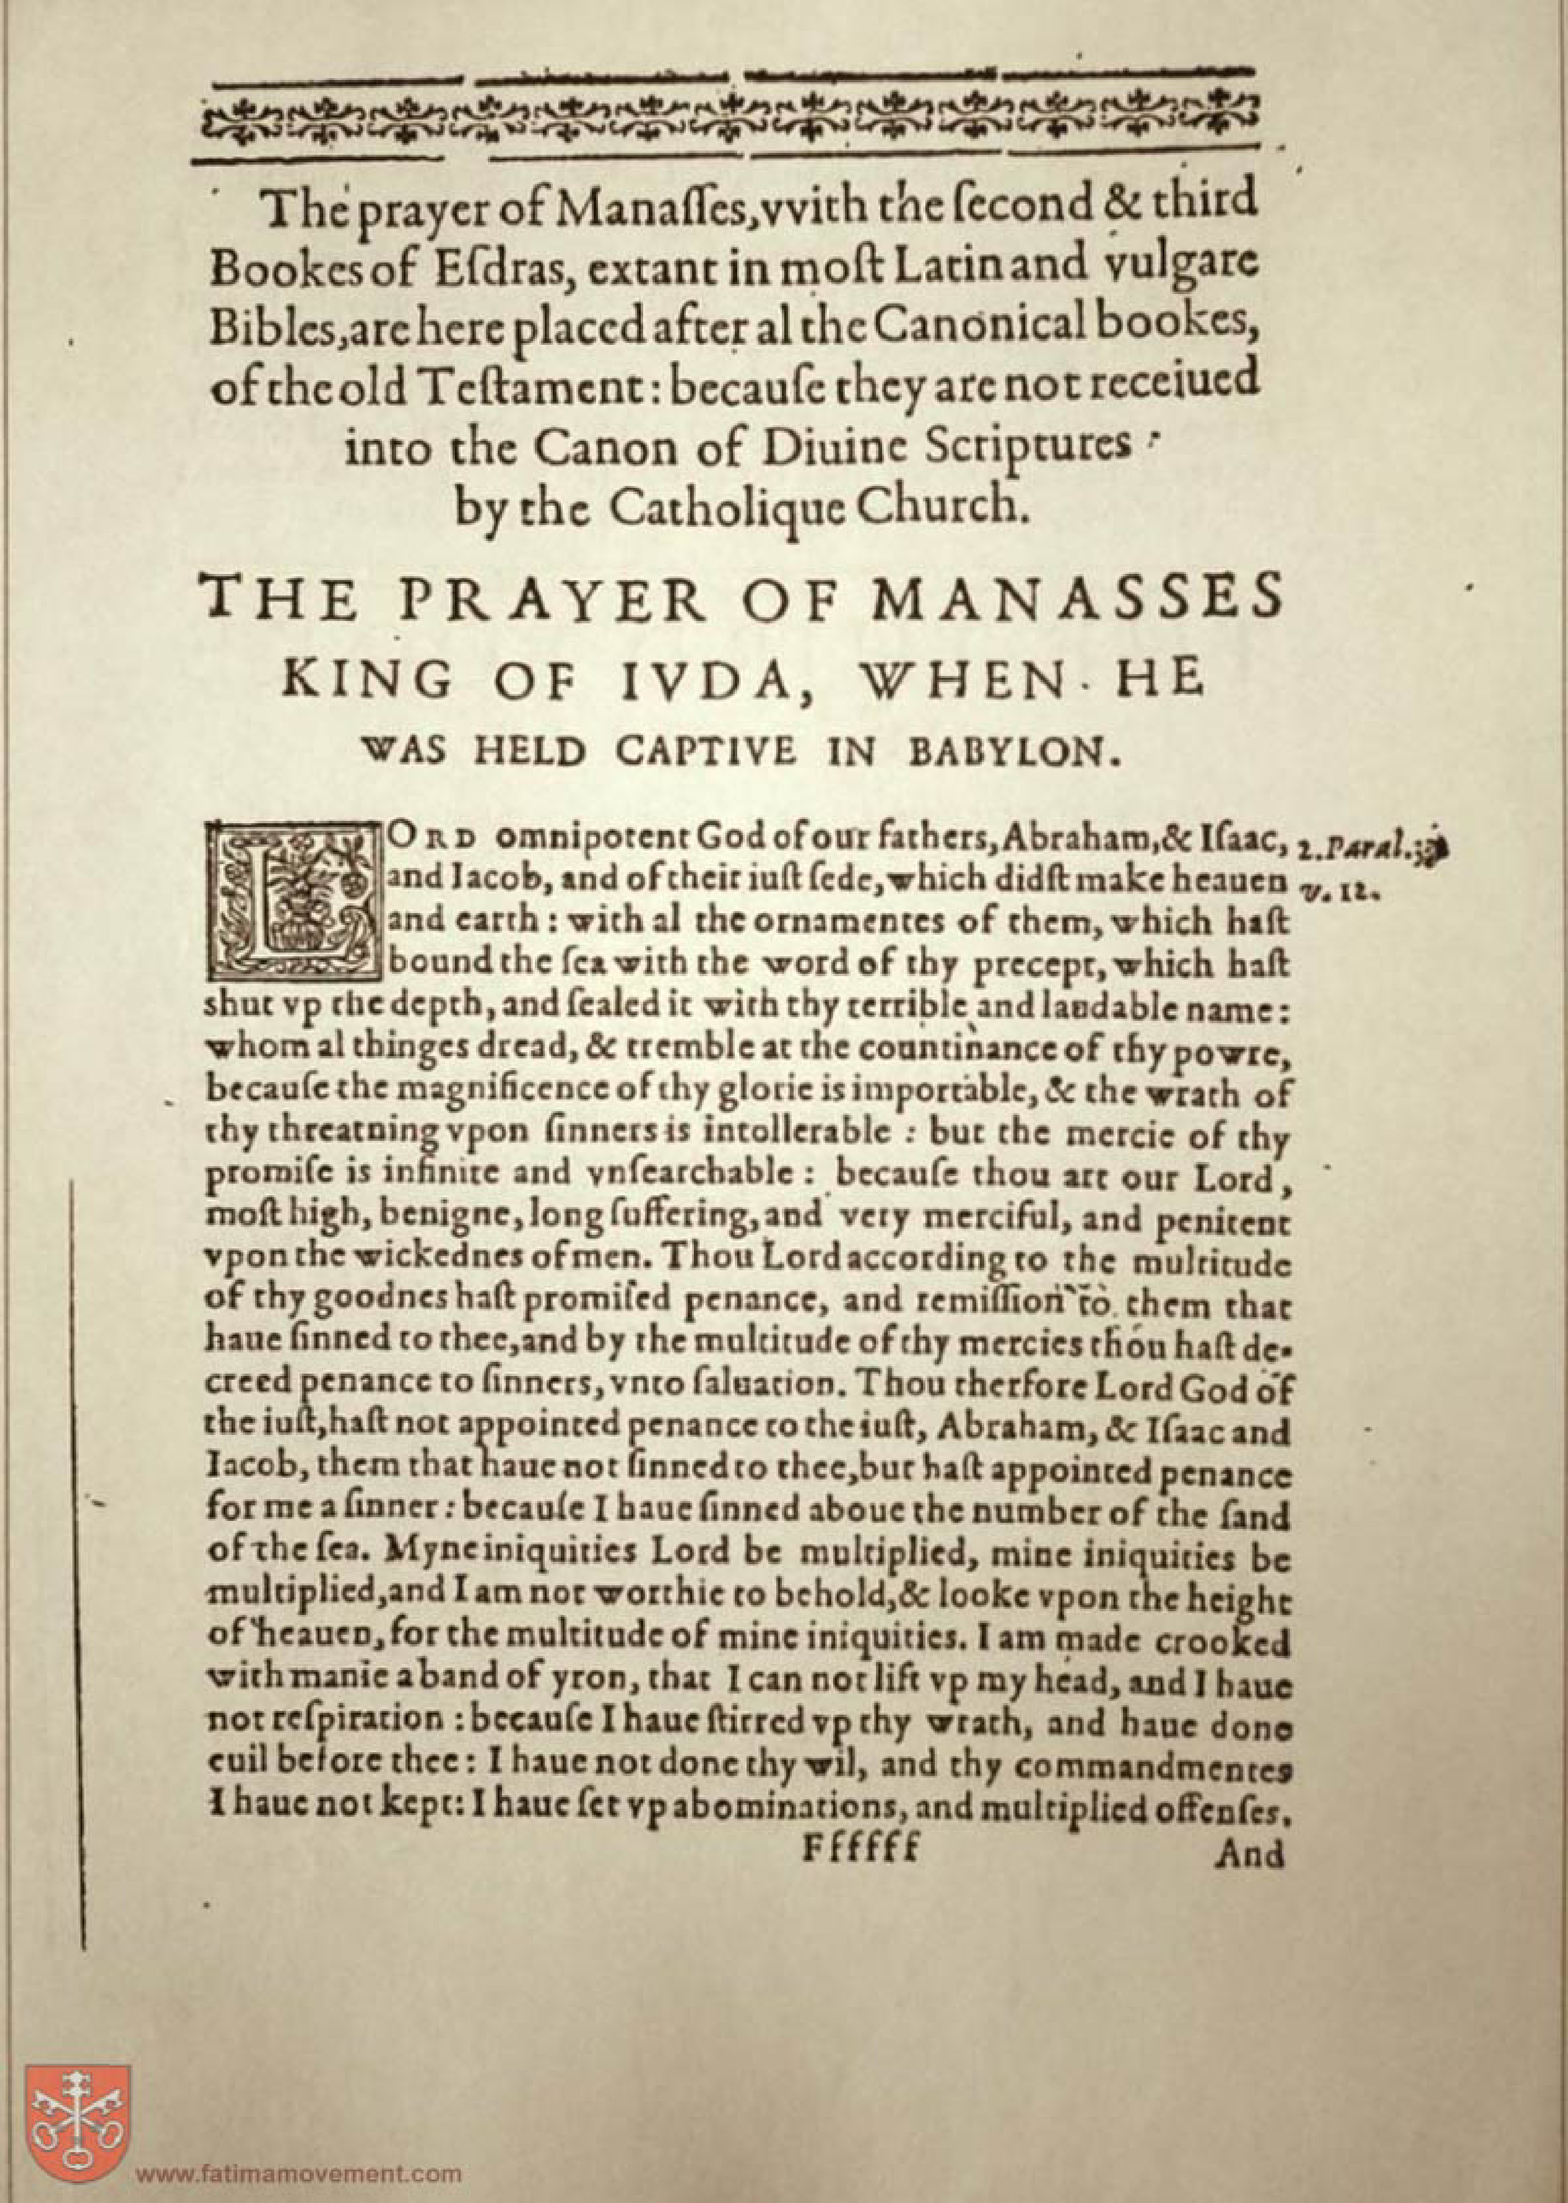 The prayer of Manaſſes, vvith the ſecond & third
Bookes of Eſdras, extant in moſt Latin and vulgare
Bibles, are here placed after al the Canonical bookes,
of the old Teſtament: becauſe they are not receiued
into the Canon of Diuine Scriptures
by the Catholique Church.
THE PRAYER OF MANASSES
KING OF IVDA, WHEN HE
WAS HELD CAPTIVE IN BABYLON.
LORD omnipotent God of our fathers, Abraham, & Iſaac, 2. Paral.
and Iacob, and of their iuſt ſede, which didſt make heauen v. 12.
and earth: with al the ornamentes of them, which haſt
bound the ſea with the word of thy precept, which haſt
shut vp the depth, and ſealed it with thy terrible and laudable name:
whom al thinges dread, & tremble at the countinance of thy powre,
becauſe the magnificence of thy glorie is importable, & the wrath of
thy threatning vpon ſinners is intollerable: but the mercie of thy
promiſe is infinite and vnſearchable: becauſe thou art our Lord,
moſt high, benigne, long ſuffering, and very merciful, and penitent
vpon the wickednes of men. Thou Lord according to the multitude
of thy goodnes haſt promiſed penance, and remiſſion to them that
haue ſinned to thee, and by the multitude of thy mercies thou haſt de-
creed penance to ſinners, vnto ſaluation. Thou therfore Lord God of
the iuſt, haſt not appointed penance to the iuſt, Abraham, & Iſaac and
Iacob, them that haue not ſinned to thee, but haſt appointed penance
for me a ſinner: becauſe I haue ſinned aboue the number of the ſand
of the ſea. Myne iniquities Lord be multiplied, mine iniquities be
multiplied, and I am not worthie to behold, & looke vpon the height
of heauen, for the multitude of mine iniquities. I am made crooked
with manie a band of yron, that I can not lift vp my head, and I haue
not reſpiration: becauſe I haue ſtirred vp thy wrath, and haue done
euil before thee: I haue not done thy wil, and thy commandmentes
I haue not kept: I haue ſet vp abominations, and multiplied offenſes.
Ffffff And
www.fatimamovement.com